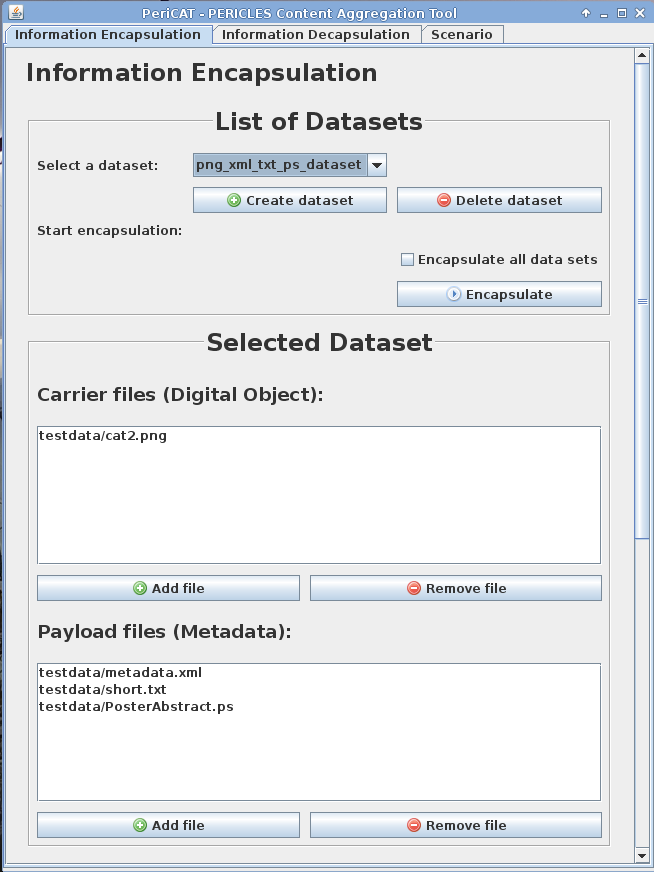 PeriCAT - PERICLES Content Aggregation Tool
Information Encapsulation Information Decapsulation Scenario
Information Encapsulation
List of Datasets
Select a dataset: png_xml_txt_ps_dataset
Create dataset Delete dataset
Start encapsulation:
Encapsulate all data sets
Encapsulate
Selected Dataset
Carrier files (Digital Object):
testdata/cat2.png
Add file Remove file
Payload files (Metadata):
testdata/metadata.xml
testdata/short.txt
testdata/PosterAbstract.ps
Add file Remove file